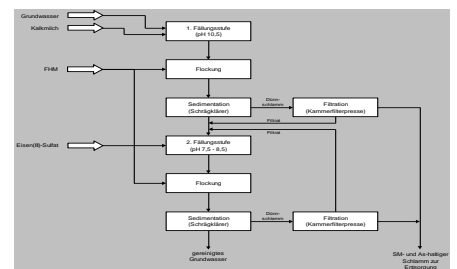 Grundwasser
Kalkmilch
1. Fällungsstufe
(pH 10,5)
FHM
Flockung
Sedimentation
(Schrägklärer)
Dünn-
schlamm
Filtration
(Kammerfilterpresse)
Filtrat
Filtrat
Eisen(III)-Sulfat
2. Fällungsstufe
(pH 7,5 - 8,5)
Flockung
Sedimentation
(Schrägklärer)
Dünn-
schlamm
Filtration
(Kammerfilterpresse)
gereinigtes
Grundwasser
SM- und As-haltiger
Schlamm zur
Entsorgung